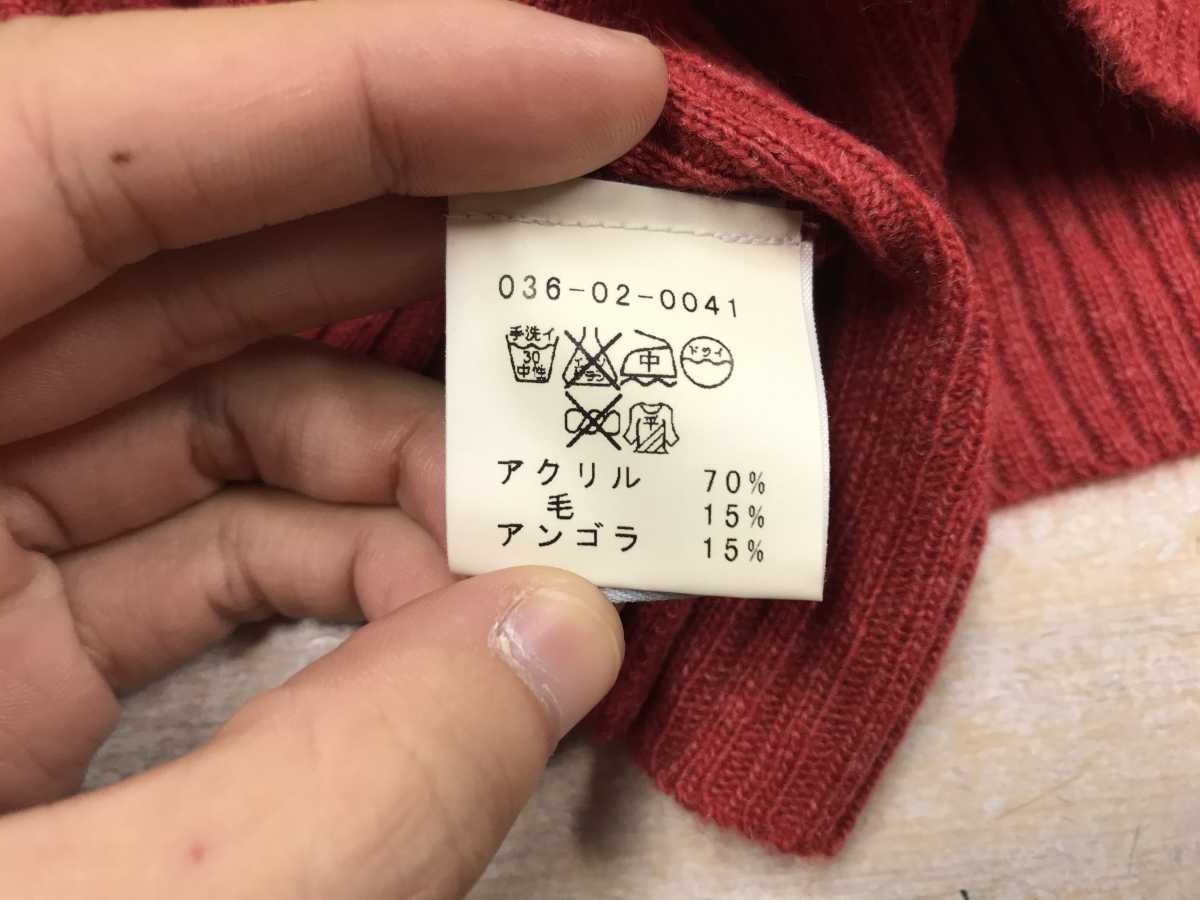 036-02-0041
手洗イ
30
中性
中
ドライ
平
アクリル 70%
毛 15%
アンゴラ 15%